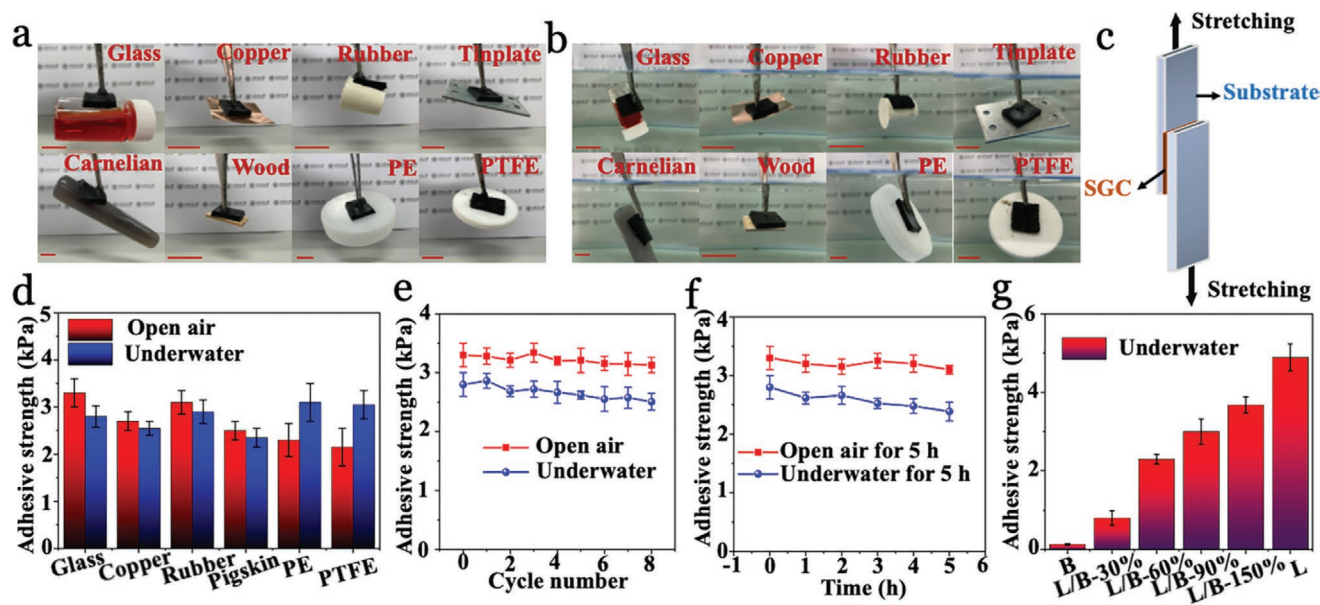 a
Glass
Copper
Rubber
Tinplate
Carnelian
Wood
PE
PTFE
b
Glass
Copper
Rubber
Tinplate
Carnelian
Wood
PE
PTFE
c
Stretching
Substrate
SGC
Stretching
d
Adhesive strength (kPa)
5
4
3
2
1
0
Open air
Underwater
Glass
Copper
Rubber
Pigskin
PE
PTFE
e
Adhesive strength (kPa)
4
3
2
1
0
Open air
Underwater
0 2 4 6 8
Cycle number
f
Adhesive strength (kPa)
4
3
2
1
0
Open air for 5 h
Underwater for 5 h
-1 0 1 2 3 4 5
Time (h)
g
Adhesive strength (kPa)
6
4
2
0
Underwater
B
L/B-30%
L/B-60%
L/B-90%
L/B-150%
L